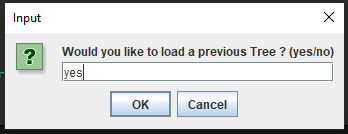 Input
Would you like to load a previous Tree ? (yes/no)
yes
OK Cancel